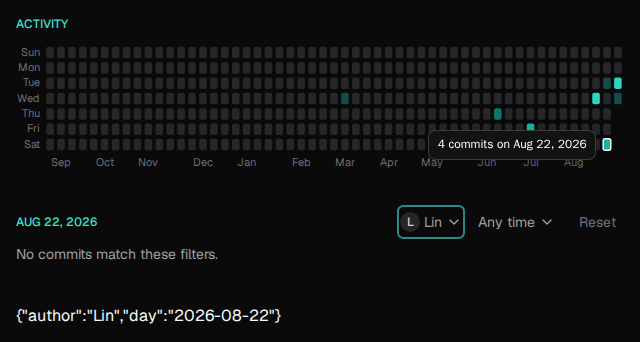 ACTIVITY
Sun
Mon
Tue
Wed
Thu
Fri
Sat
4 commits on Aug 22, 2026
Sep Oct Nov Dec Jan Feb Mar Apr May Jun Jul Aug
AUG 22, 2026 L Lin Any time Reset
No commits match these filters.
{"author":"Lin","day":"2026-08-22"}